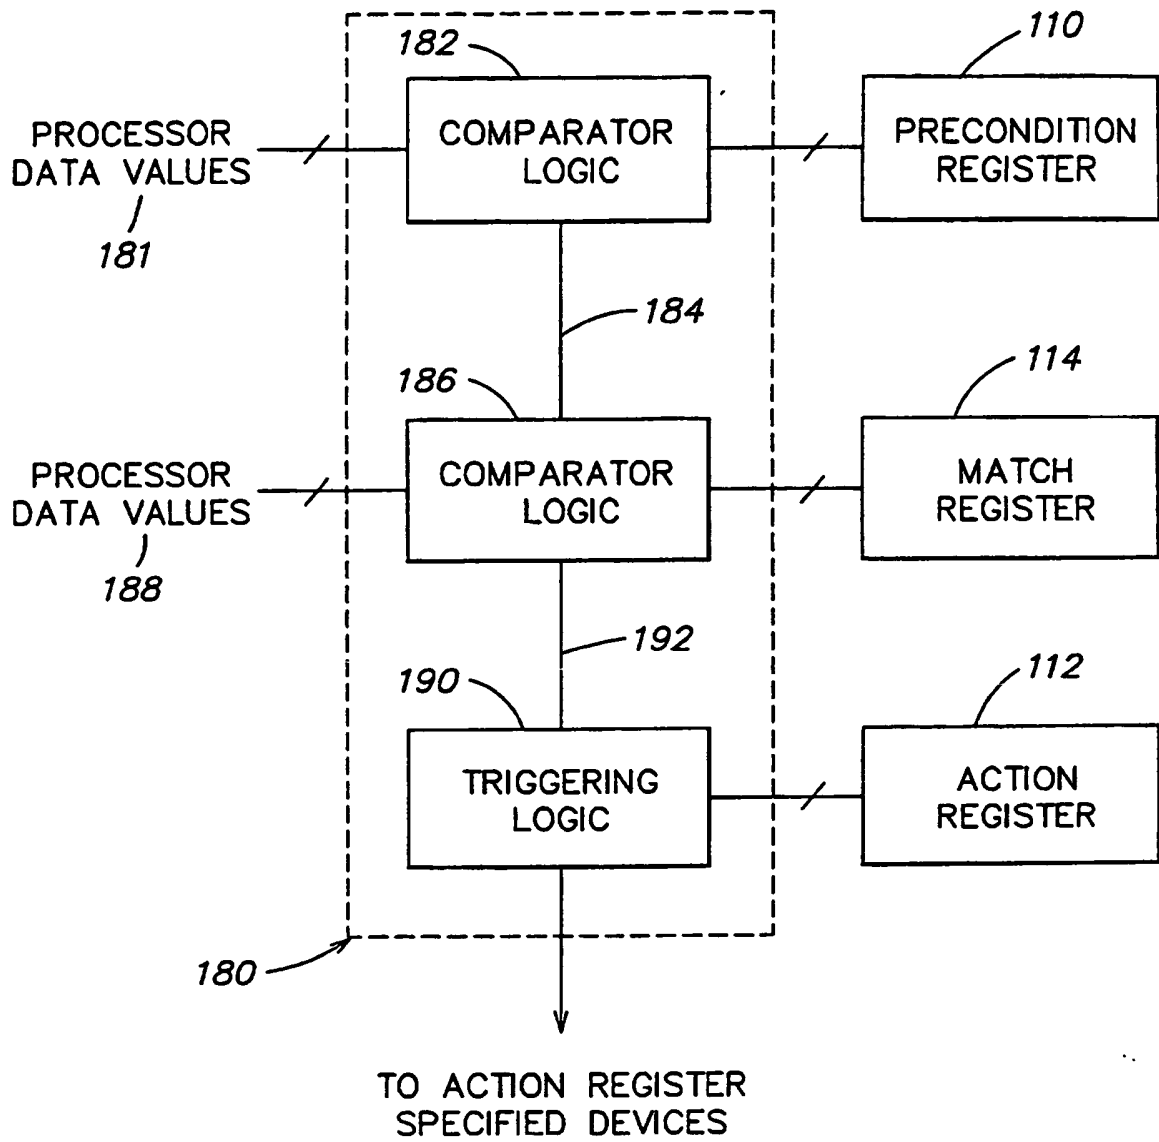 182
110
PROCESSOR
DATA VALUES
181
COMPARATOR
LOGIC
PRECONDITION
REGISTER
184
186
114
PROCESSOR
DATA VALUES
188
COMPARATOR
LOGIC
MATCH
REGISTER
192
190
112
TRIGGERING
LOGIC
ACTION
REGISTER
180
TO ACTION REGISTER
SPECIFIED DEVICES